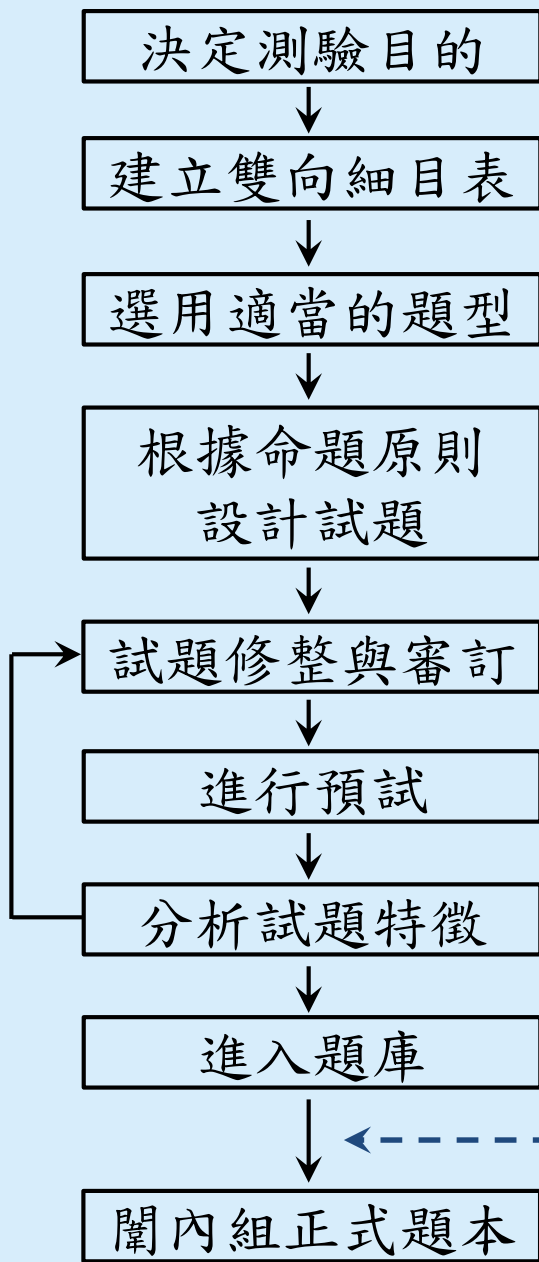 決定測驗目的
建立雙向細目表
選用適當的題型
根據命題原則
設計試題
試題修整與審訂
進行預試
分析試題特徵
進入題庫
闈內組正式題本